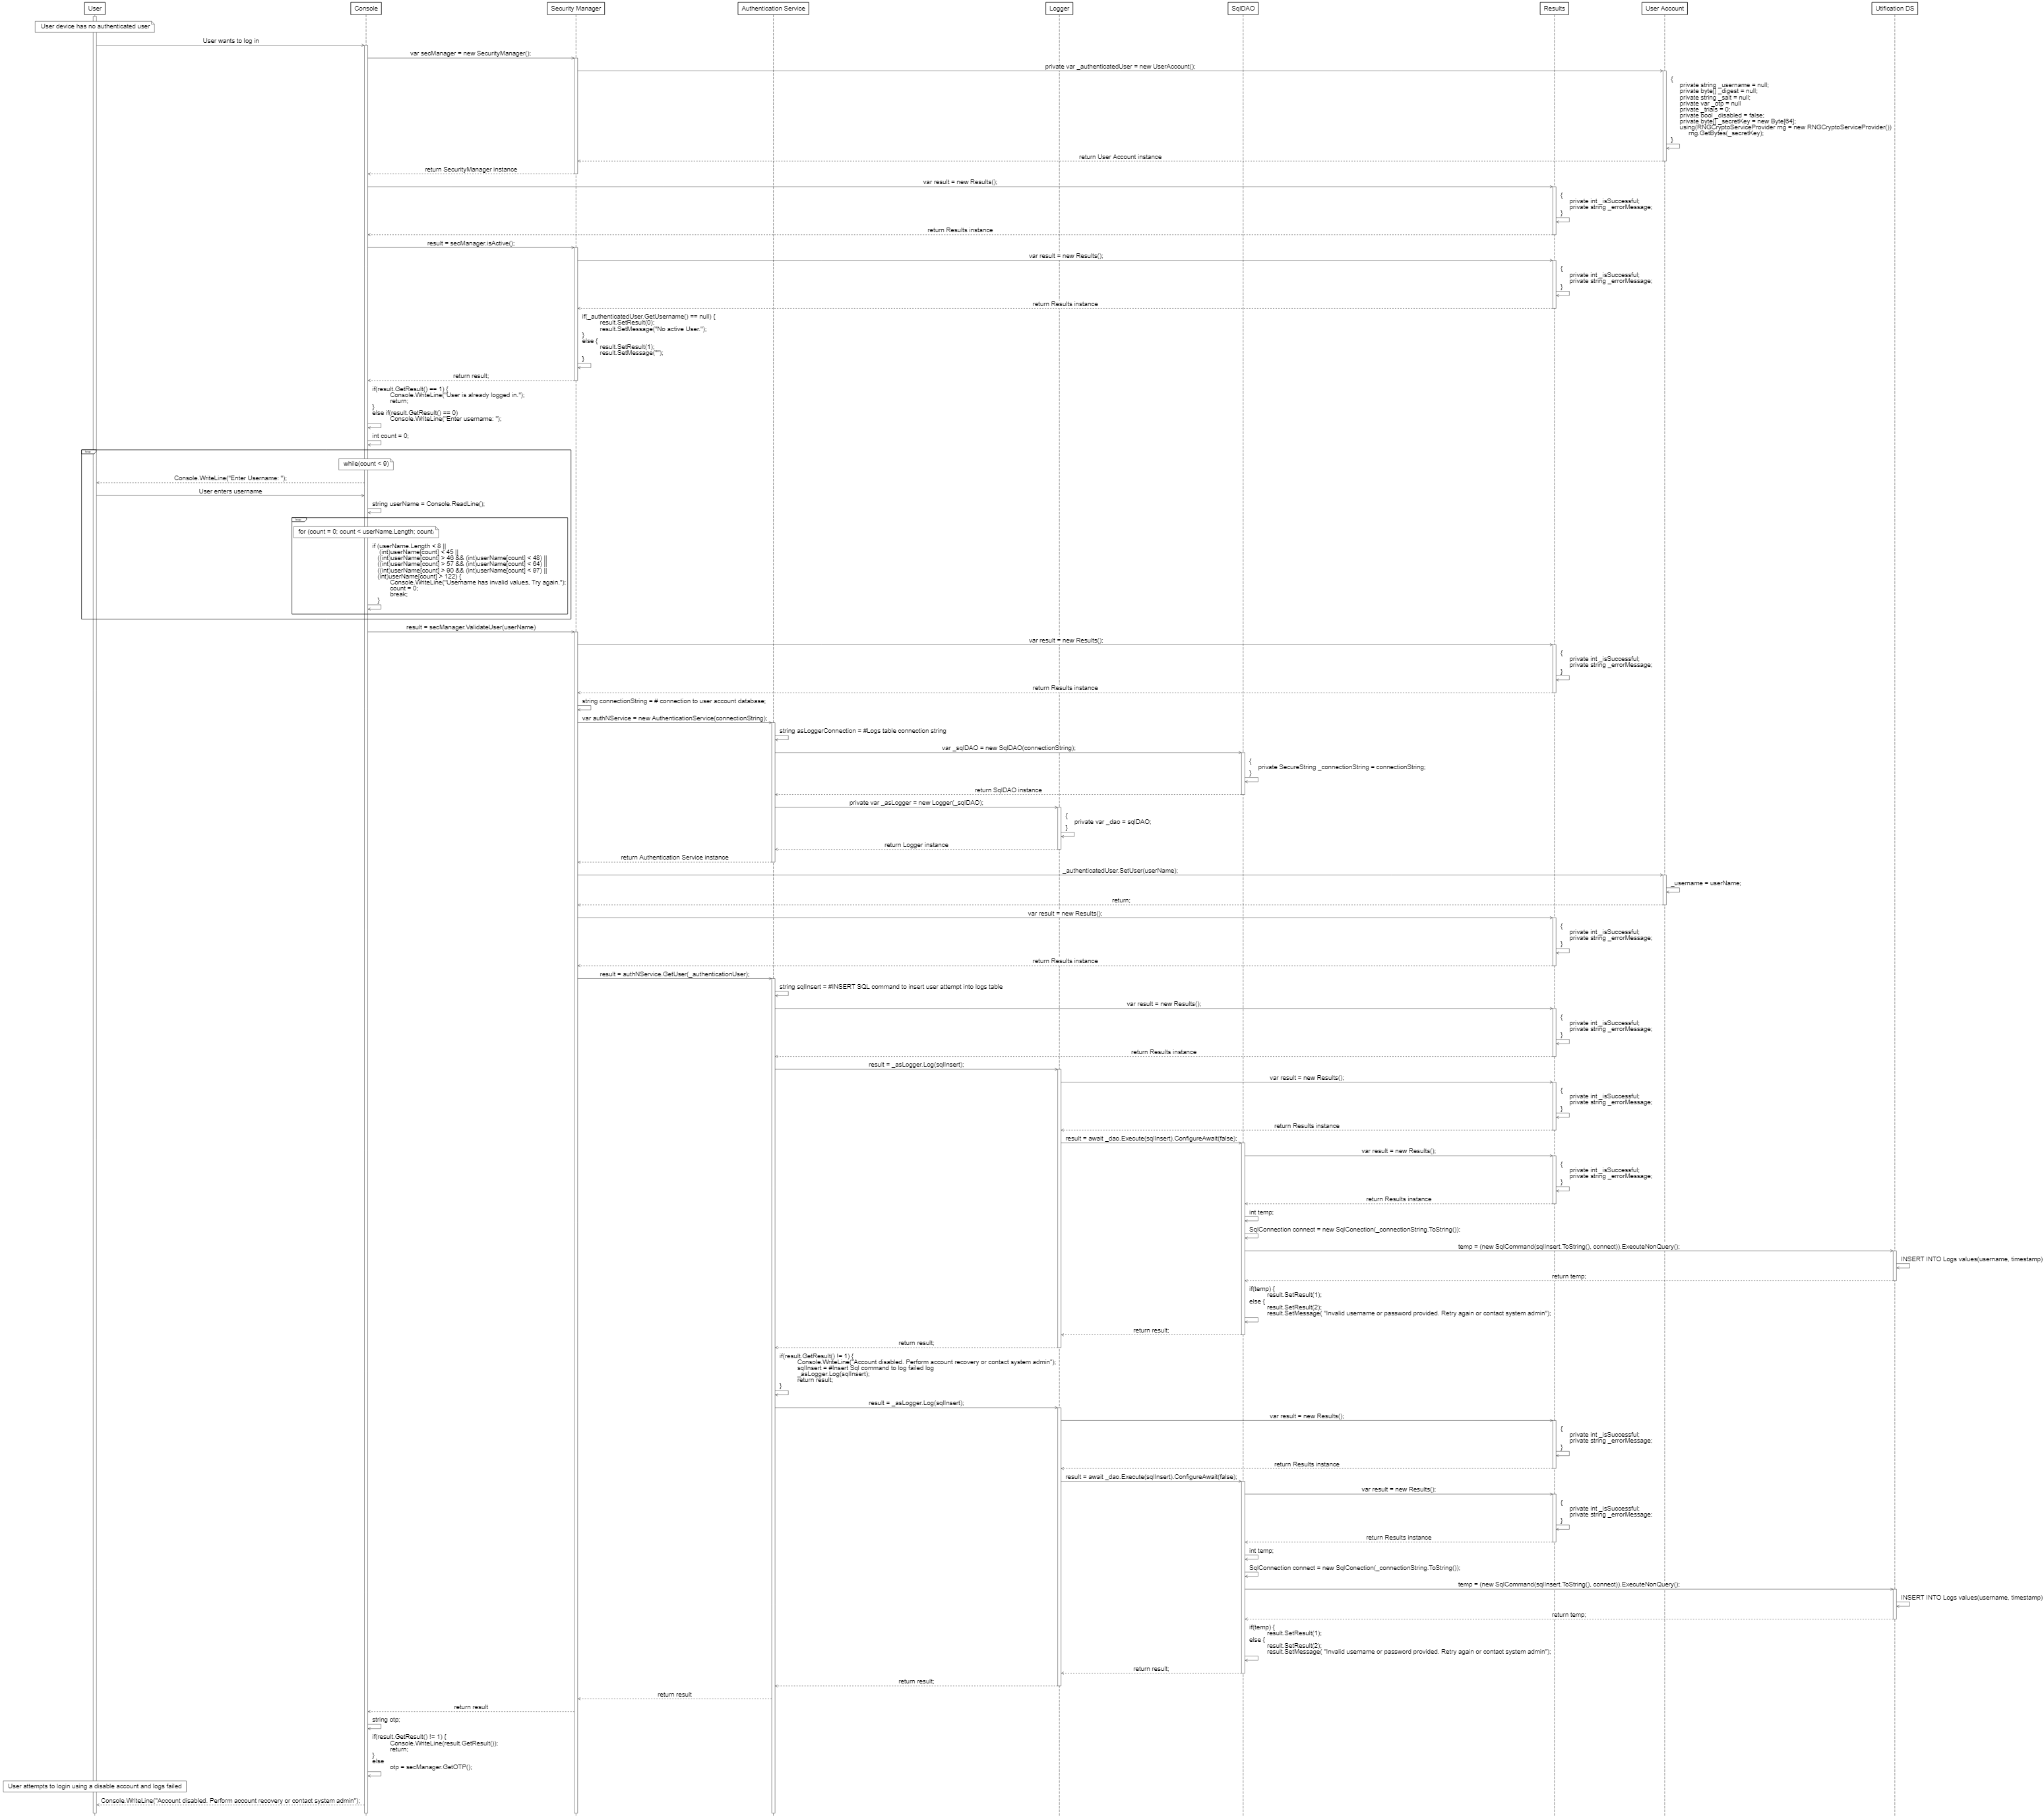 User
Console
Security Manager
Authentication Service
Logger
SqlDAO
Results
User Account
Utification DS
User device has no authenticated user
User wants to log in
var secManager = new SecurityManager();
private var _authenticatedUser = new UserAccount();
{
private string _username = null;
private byte[] _digest = null;
private string _salt = null;
private var _otp = null
private _trials = 0;
private bool _disabled = false;
private byte[] _secretKey = new Byte[64];
using(RNGCryptoServiceProvider rng = new RNGCryptoServiceProvider())
rng.GetBytes(_secretKey);
}
return User Account instance
return SecurityManager instance
var result = new Results();
{
private int _isSuccessful;
private string _errorMessage;
}
return Results instance
result = secManager.isActive();
var result = new Results();
{
private int _isSuccessful;
private string _errorMessage;
}
return Results instance
if(_authenticatedUser.GetUsername() == null) {
result.SetResult(0);
result.SetMessage("No active User.");
}
else {
result.SetResult(1);
result.SetMessage("");
}
return result;
if(result.GetResult() == 1) {
Console.WriteLine("User is already logged in.");
return;
}
else if(result.GetResult() == 0)
Console.WriteLine("Enter username: ");
int count = 0;
while(count < 9)
Console.WriteLine("Enter Username: ");
User enters username
string userName = Console.ReadLine();
for (count = 0; count < userName.Length; count
if (userName.Length < 8 ||
(int)userName[count] < 45 ||
((int)userName[count] > 46 && (int)userName[count] < 48) ||
((int)userName[count] > 57 && (int)userName[count] < 64) ||
((int)userName[count] > 90 && (int)userName[count] < 97) ||
(int)userName[count] > 122) {
Console.WriteLine("Username has invalid values. Try again.");
count = 0;
break;
}
result = secManager.ValidateUser(userName)
var result = new Results();
{
private int _isSuccessful;
private string _errorMessage;
}
return Results instance
string connectionString = # connection to user account database;
var authNService = new AuthenticationService(connectionString);
string asLoggerConnection = #Logs table connection string
var _sqlDAO = new SqlDAO(connectionString);
{
private SecureString _connectionString = connectionString;
}
return SqlDAO instance
private var _asLogger = new Logger(_sqlDAO);
{
private var _dao = sqlDAO;
}
return Logger instance
return Authentication Service instance
_authenticatedUser.SetUser(userName);
_username = userName;
return;
var result = new Results();
{
private int _isSuccessful;
private string _errorMessage;
}
return Results instance
result = authNService.GetUser(_authenticationUser);
string sqlInsert = #INSERT SQL command to insert user attempt into logs table
var result = new Results();
{
private int _isSuccessful;
private string _errorMessage;
}
return Results instance
result = _asLogger.Log(sqlInsert);
var result = new Results();
{
private int _isSuccessful;
private string _errorMessage;
}
return Results instance
result = await _dao.Execute(sqlInsert).ConfigureAwait(false);
var result = new Results();
{
private int _isSuccessful;
private string _errorMessage;
}
return Results instance
int temp;
SqlConnection connect = new SqlConection(_connectionString.ToString());
temp = (new SqlCommand(sqlInsert.ToString(), connect)).ExecuteNonQuery();
INSERT INTO Logs values(username, timestamp)
return temp;
if(temp) {
result.SetResult(1);
else {
result.SetResult(2);
result.SetMessage( "Invalid username or password provided. Retry again or contact system admin");
return result;
return result;
if(result.GetResult() != 1) {
Console.WriteLine("Account disabled. Perform account recovery or contact system admin");
sqlInsert = #Insert Sql command to log failed log
_asLogger.Log(sqlInsert);
return result;
}
result = _asLogger.Log(sqlInsert);
var result = new Results();
{
private int _isSuccessful;
private string _errorMessage;
}
return Results instance
result = await _dao.Execute(sqlInsert).ConfigureAwait(false);
var result = new Results();
{
private int _isSuccessful;
private string _errorMessage;
}
return Results instance
int temp;
SqlConnection connect = new SqlConection(_connectionString.ToString());
temp = (new SqlCommand(sqlInsert.ToString(), connect)).ExecuteNonQuery();
INSERT INTO Logs values(username, timestamp)
return temp;
if(temp) {
result.SetResult(1);
else {
result.SetResult(2);
result.SetMessage( "Invalid username or password provided. Retry again or contact system admin");
return result;
return result;
return result
return result
string otp;
if(result.GetResult() != 1) {
Console.WriteLine(result.GetResult());
return;
}
else
otp = secManager.GetOTP();
User attempts to login using a disable account and logs failed
Console.WriteLine("Account disabled. Perform account recovery or contact system admin");